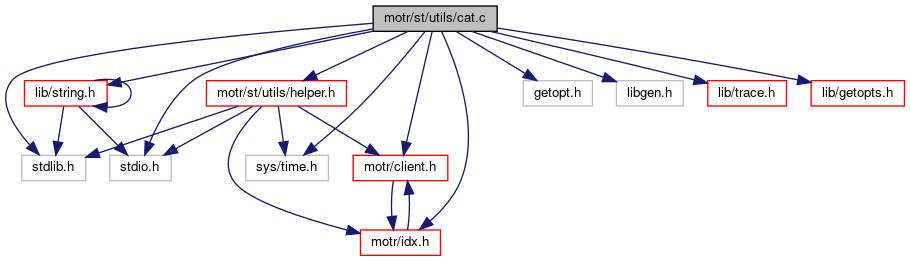 motr/st/utils/cat.c
lib/string.h
motr/st/utils/helper.h
getopt.h
libgen.h
lib/trace.h
lib/getopts.h
stdlib.h
stdio.h
sys/time.h
motr/client.h
motr/idx.h